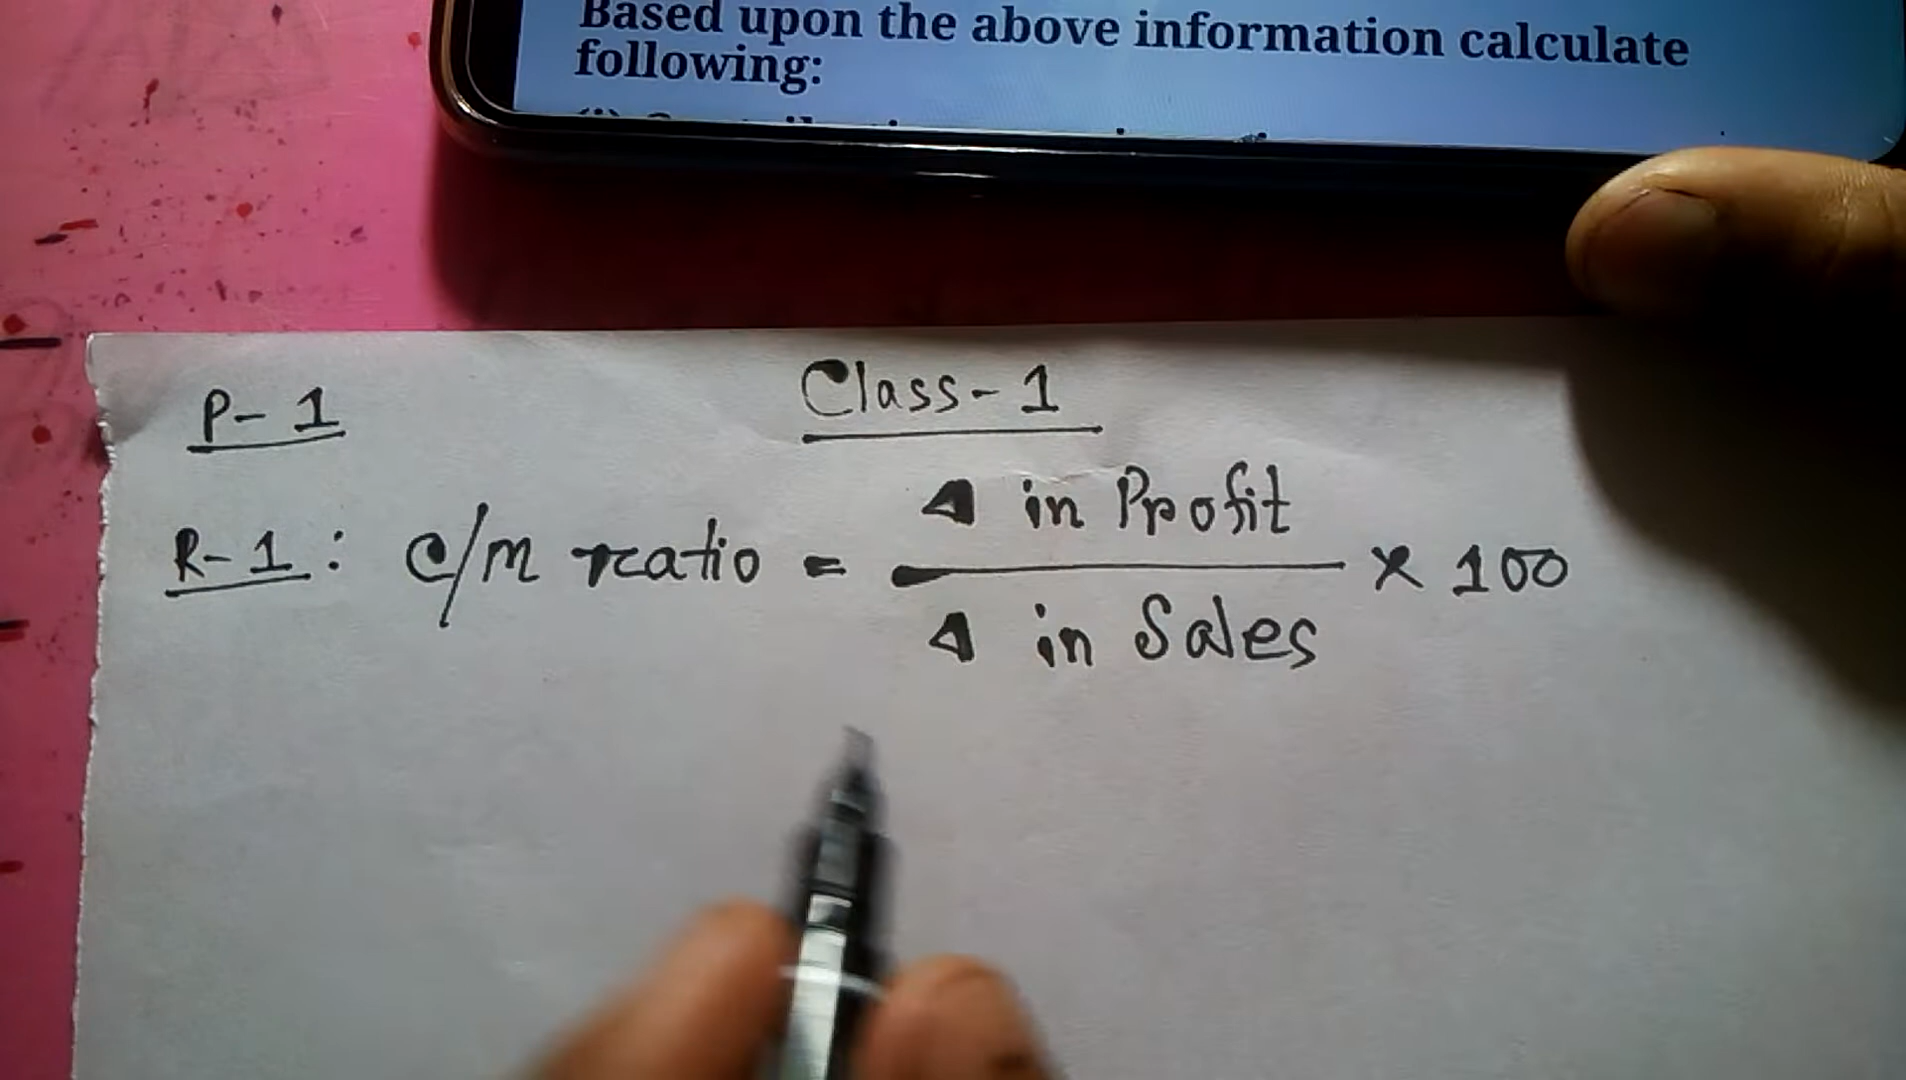 Based upon the above information calculate
following:
Class-1
P-1
R-1: C/M ratio = Δ in Profit / Δ in Sales × 100